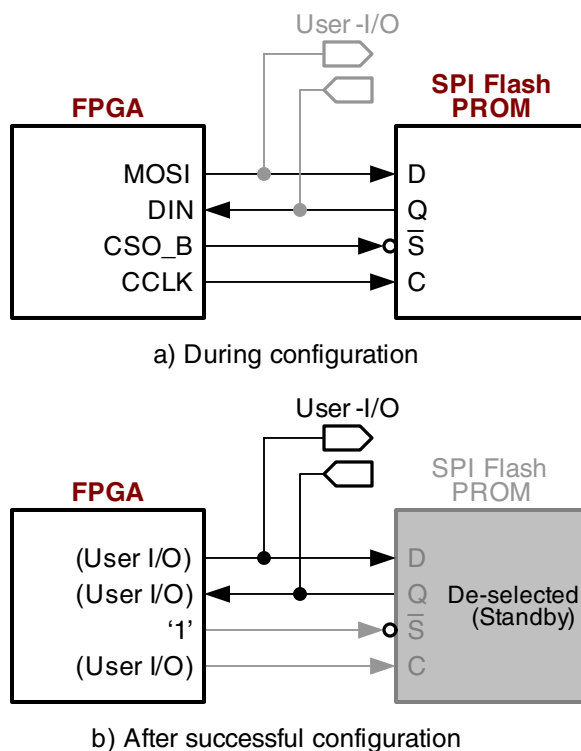 User-I/O
FPGA
SPI Flash
PROM
MOSI
D
DIN
Q
CSO_B
S̅
CCLK
C
a) During configuration
User-I/O
FPGA
SPI Flash
PROM
(User I/O)
D
(User I/O)
Q
De-selected
(Standby)
‘1’
S̅
(User I/O)
C
b) After successful configuration